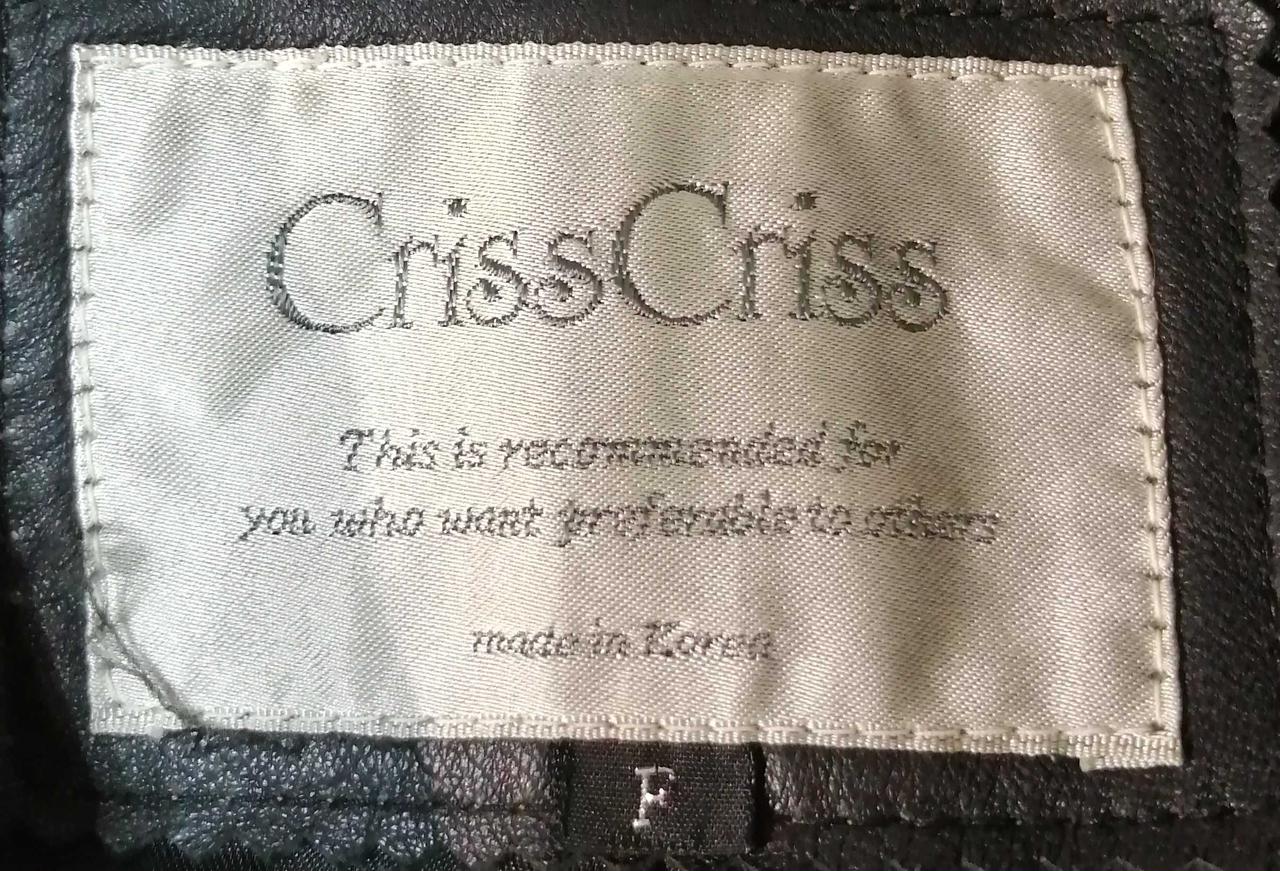 CrissCriss
This is recommended for
you who want preferable to others
made in Korea
F